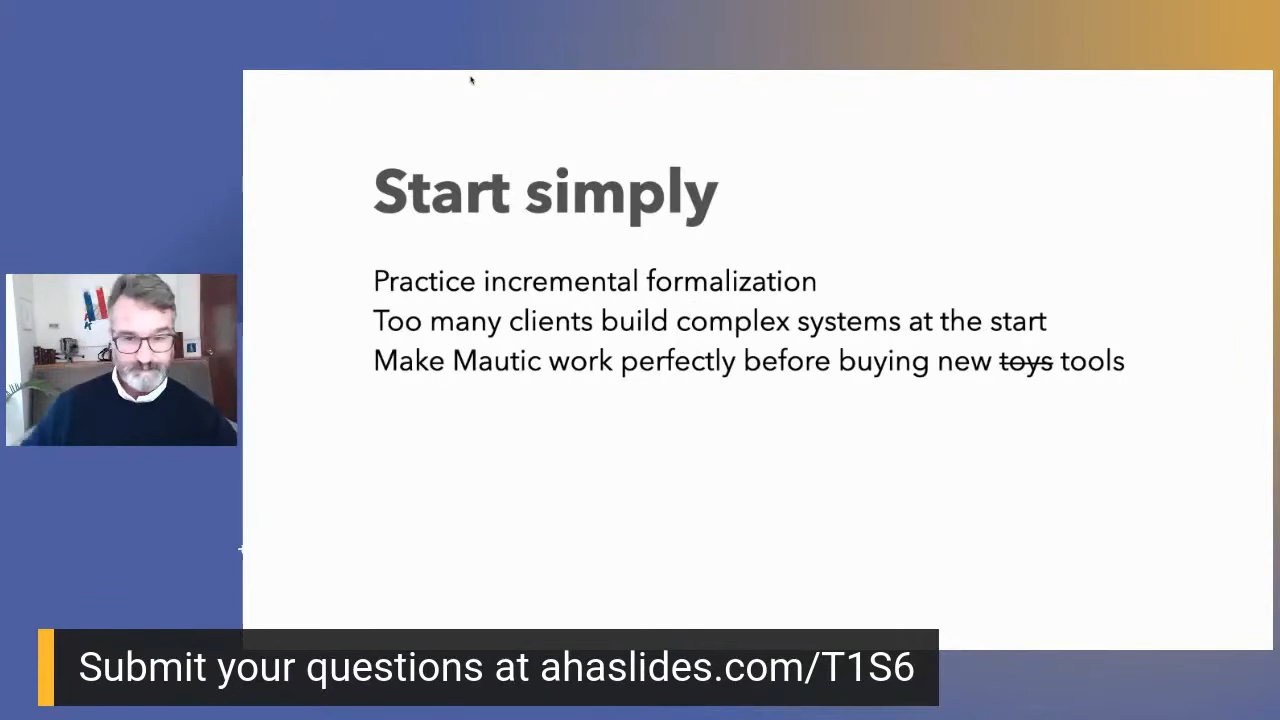 Start simply
Practice incremental formalization
Too many clients build complex systems at the start
Make Mautic work perfectly before buying new toys tools
Submit your questions at ahaslides.com/T1S6